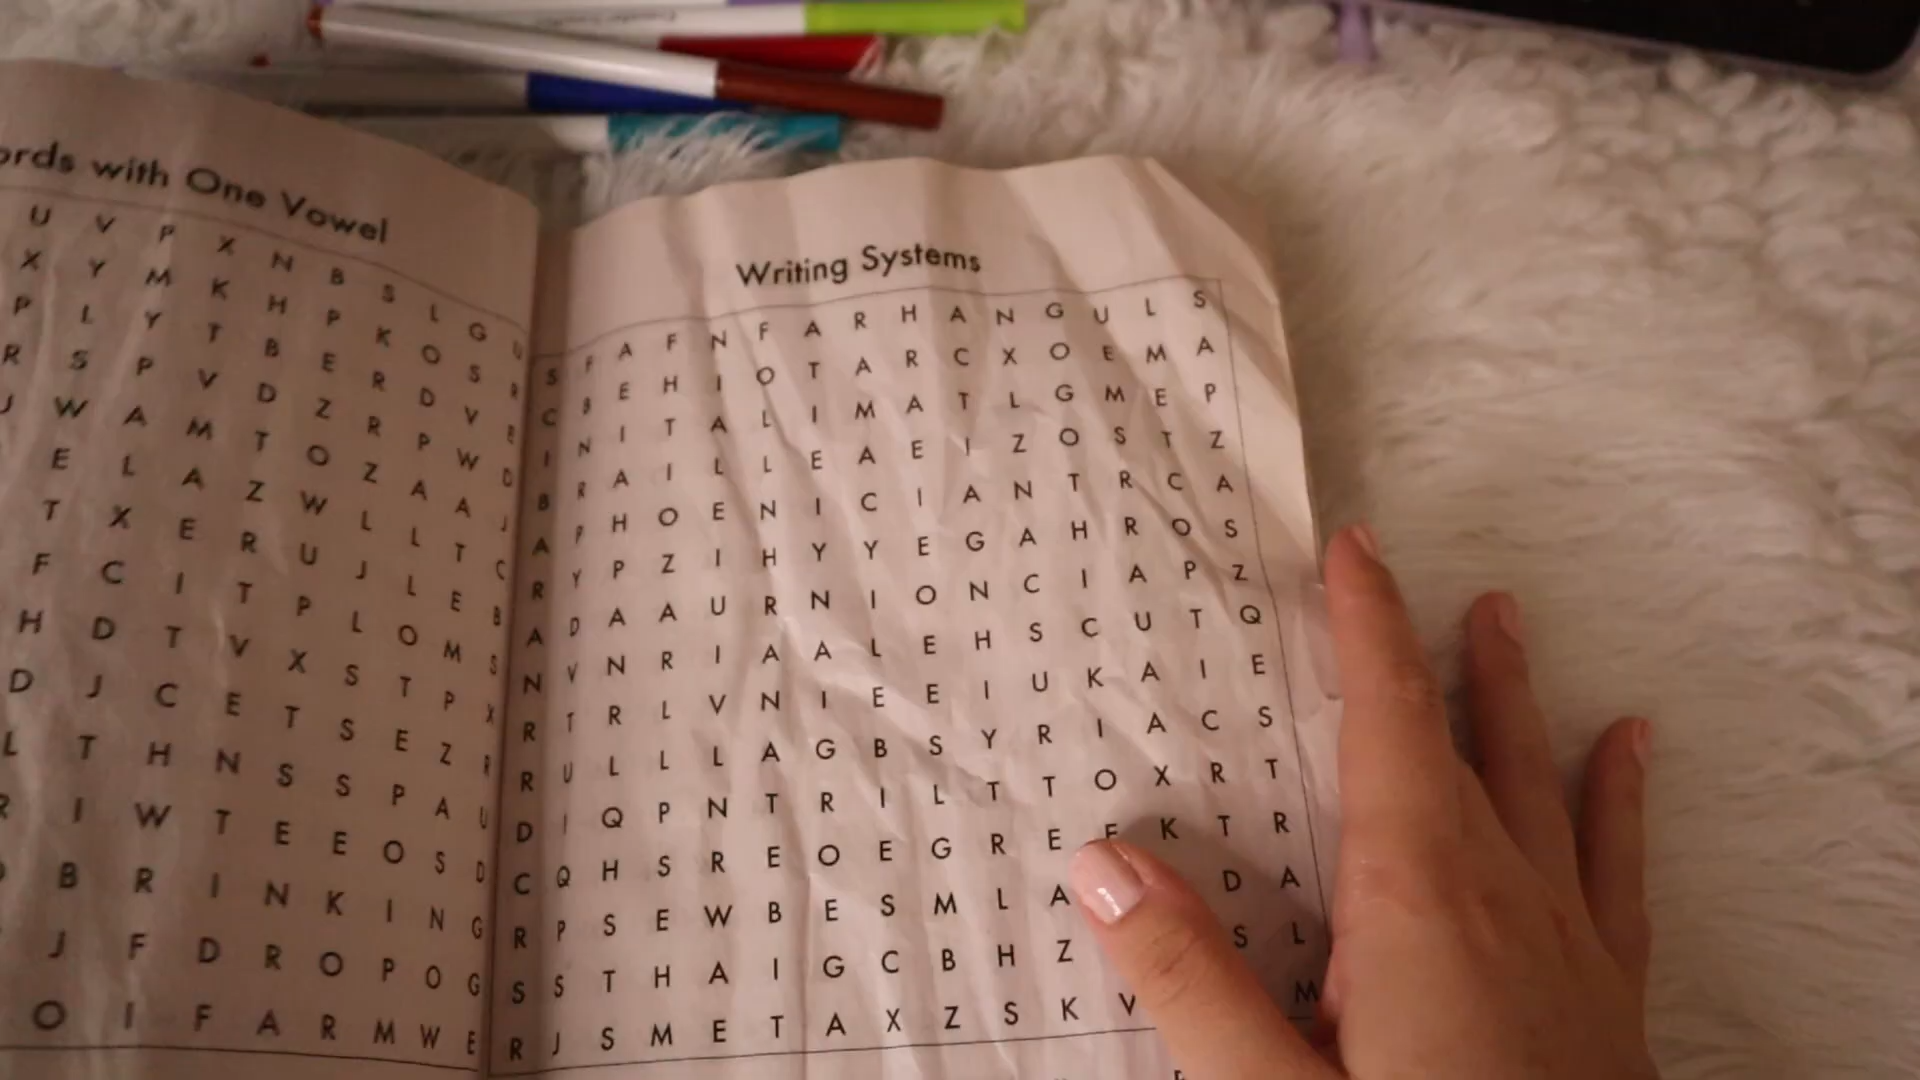 ords with One Vowel
U V P X N B S L G U
X Y M K H P K O S R
P L Y T B E R D V E
R S P V D Z R P W D
J W A M T O Z A A J
E L A Z W L L T C
T X E R U J L E B
F C I T P L O M S
H D T V X S T P X
D J C E T S E Z R
L T H N S S P A U
R I W T E E O S D
B R I N K I N G
J F D R O P O G
O I F A R M W E
Writing Systems
S F A F N F A R H A N G U L S
C B E H I O T A R C X O E M A
I N I T A L I M A T L G M E P
B R A I L L E A E I Z O S T Z
A P H O E N I C I A N T R C A
R Y P Z I H Y Y E G A H R O S
A D A A U R N I O N C I A P Z
N V N R I A A L E H S C U T Q
R T R L V N I E E I U K A I E
R U L L L A G B S Y R I A C S
D I Q P N T R I L T T O X R T
C Q H S R E O E G R E E K T R
R P S E W B E S M L A D A
S S T H A I G C B H Z S L
R J S M E T A X Z S K V M